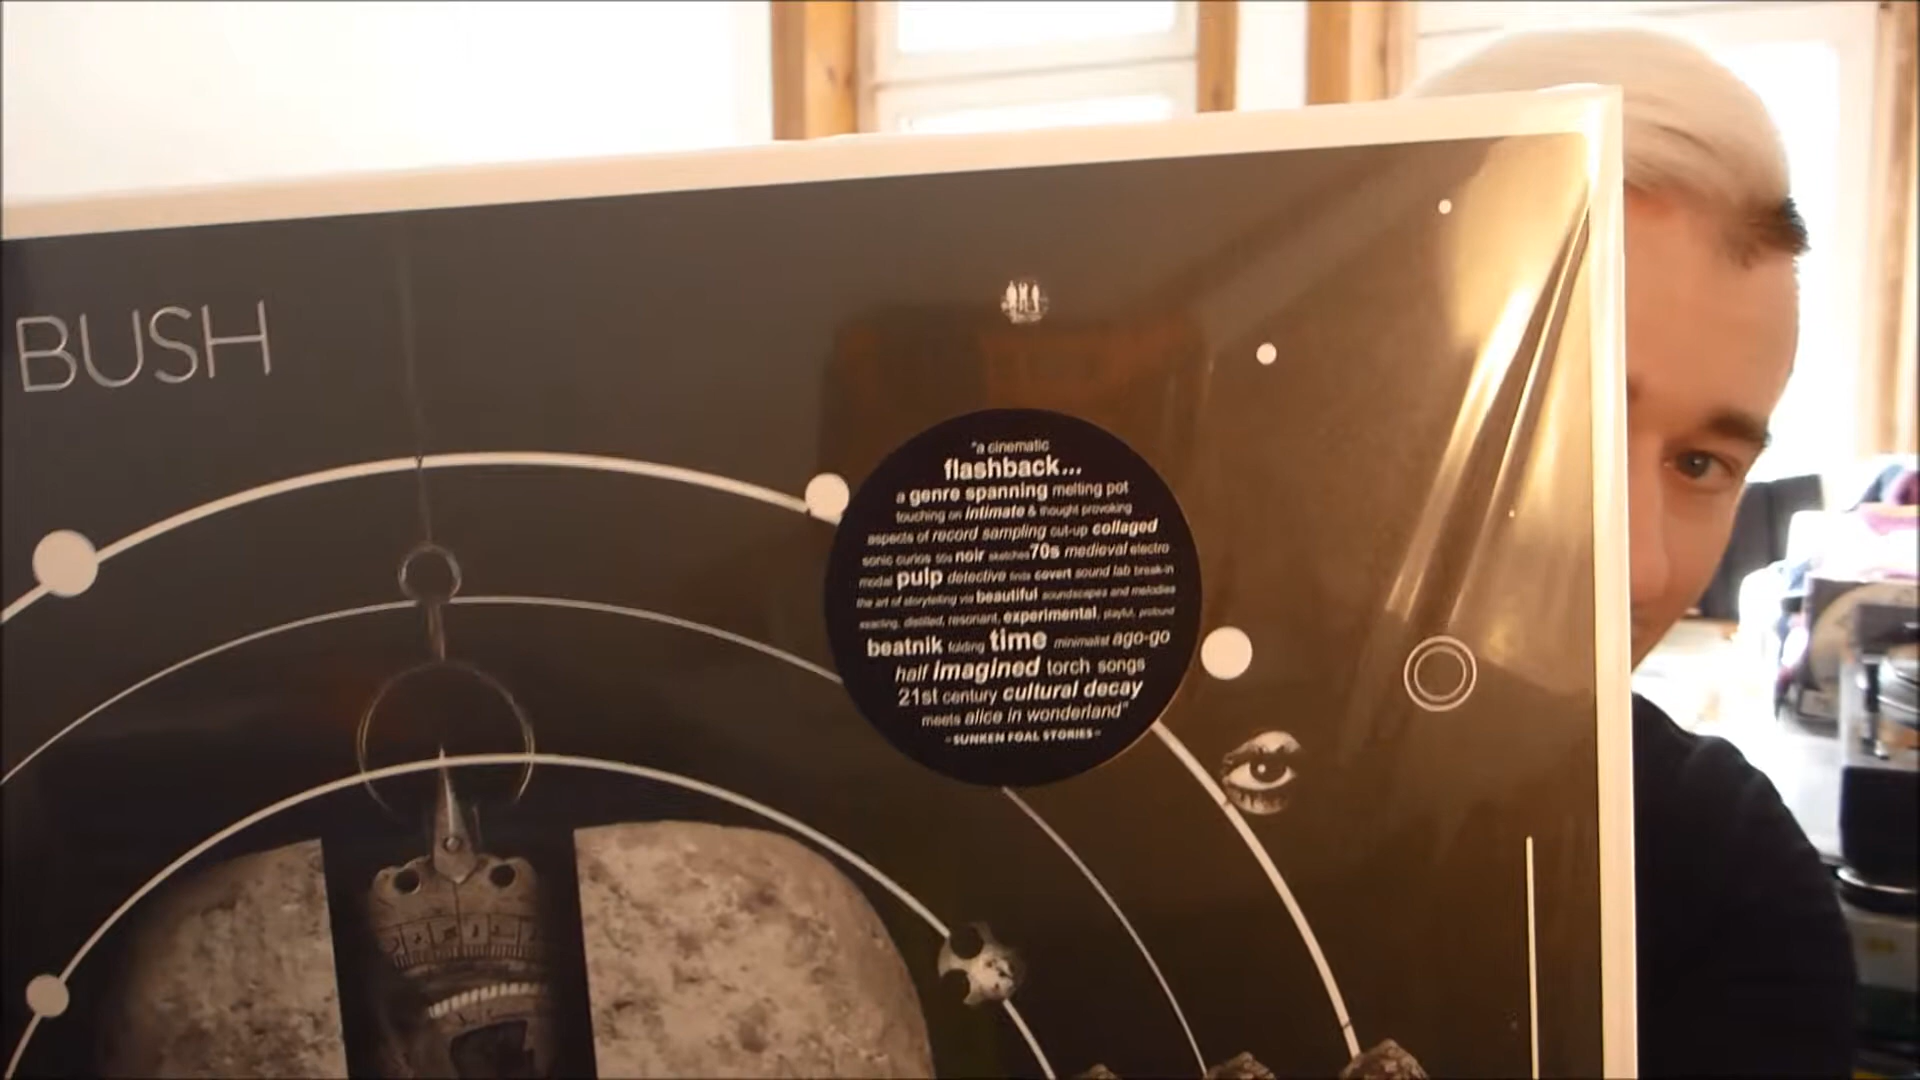 BUSH
"a cinematic
flashback...
a genre spanning melting pot
touching on intimate & thought provoking
aspects of record sampling cut-up collaged
sonic curios 50s noir sketches 70s medieval electro
modal pulp detective finds covert sound lab break-in
the art of storytelling via beautiful soundscapes and melodies
exacting, distilled, resonant, experimental, playful, profound
beatnik folding time minimalist ago-go
half imagined torch songs
21st century cultural decay
meets alice in wonderland"
- SUNKEN FOAL STORIES -